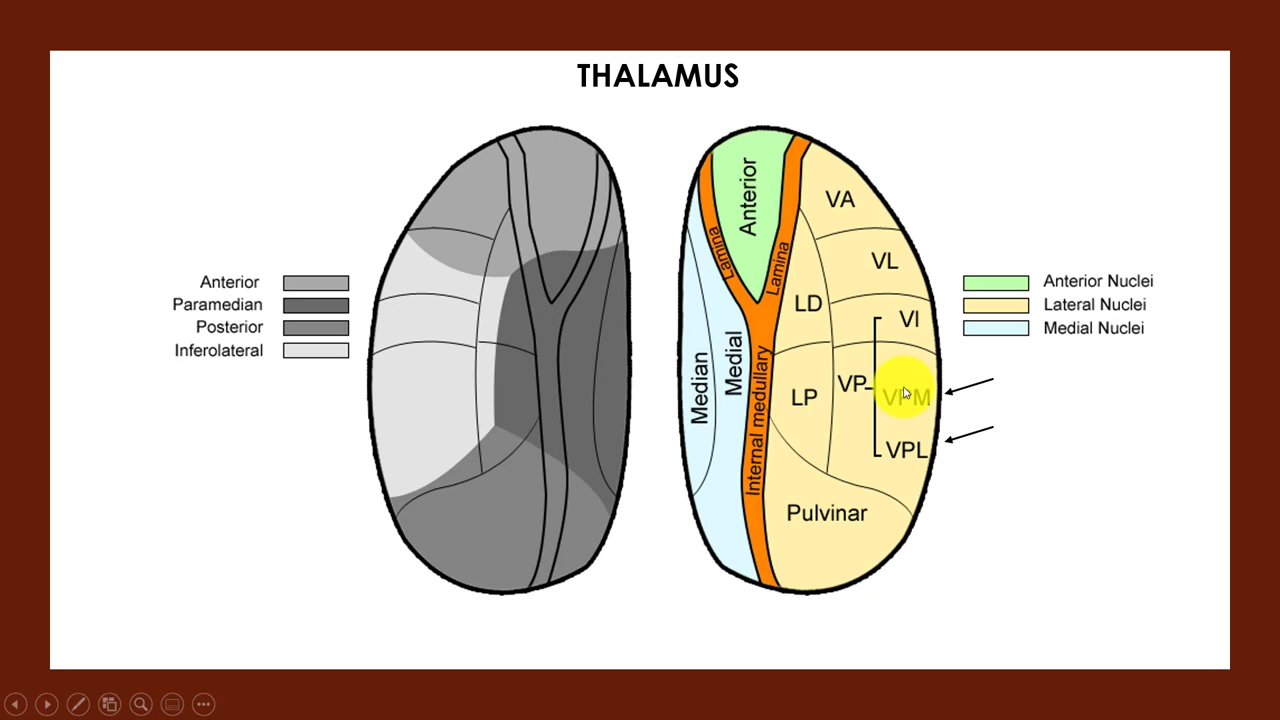 THALAMUS
Anterior
Paramedian
Posterior
Inferolateral
Anterior
Lamina
Lamina
Median
Medial
Internal medullary
VA
VL
LD
VI
VP
VPM
LP
VPL
Pulvinar
Anterior Nuclei
Lateral Nuclei
Medial Nuclei